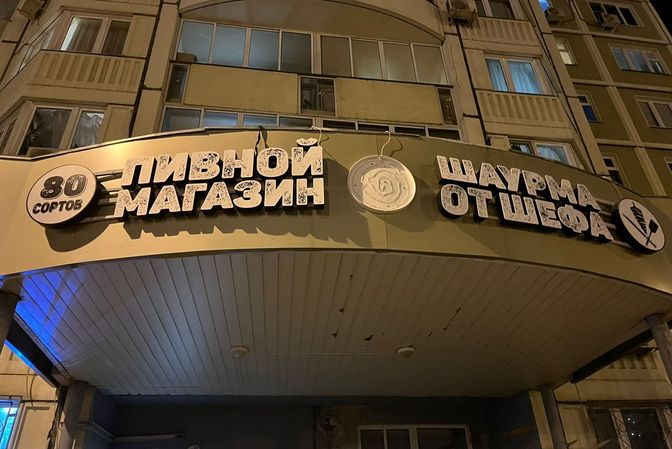 80
СОРТОВ
ПИВНОЙ
МАГАЗИН
ШАУРМА
ОТ ШЕФА